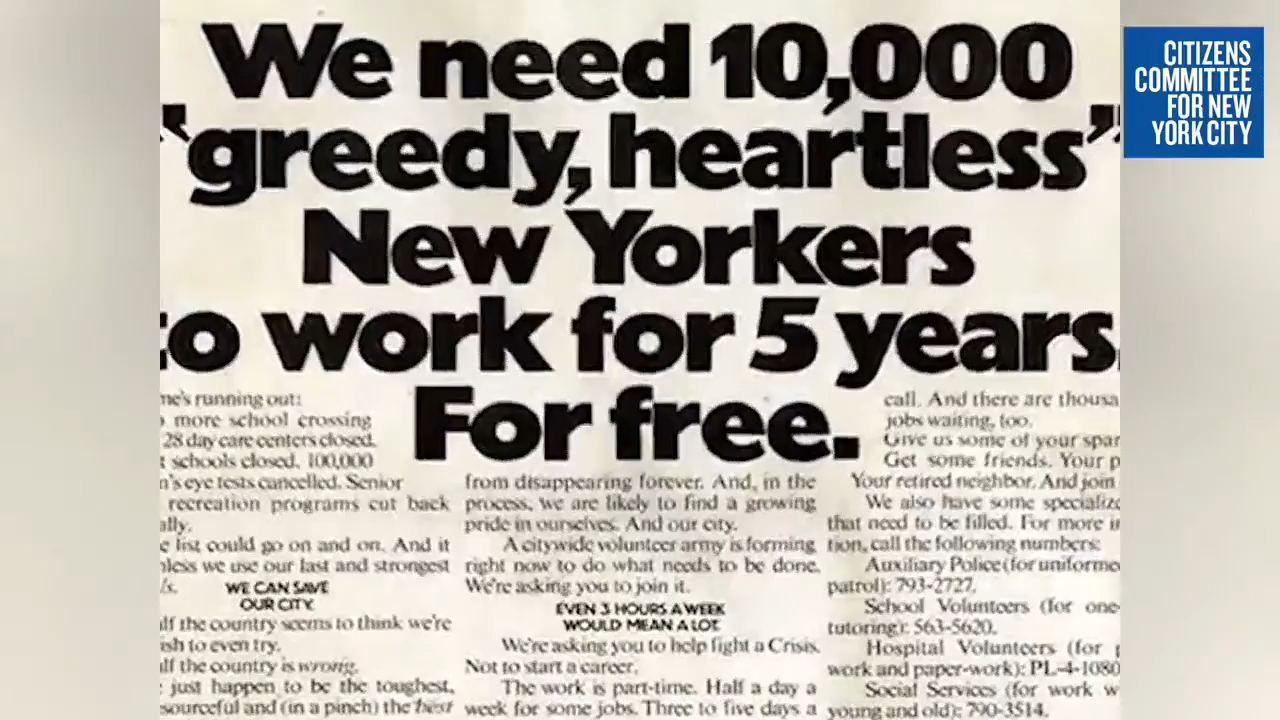 We need 10,000
"greedy, heartless"
New Yorkers
to work for 5 years.
For free.
CITIZENS
COMMITTEE
FOR NEW
YORK CITY
me's running out:
more school crossing
28 day care centers closed.
schools closed. 100,000
n's eye tests cancelled. Senior
recreation programs cut back
ally.
e list could go on and on. And it
nless we use our last and strongest
WE CAN SAVE
OUR CITY.
lf the country seems to think we're
ish to even try.
lf the country is wrong.
just happen to be the toughest,
sourceful and (in a pinch) the best
from disappearing forever. And, in the
process, we are likely to find a growing
pride in ourselves. And our city.
A citywide volunteer army is forming
right now to do what needs to be done.
We're asking you to join it.
EVEN 3 HOURS A WEEK
WOULD MEAN A LOT.
We're asking you to help fight a Crisis.
Not to start a career.
The work is part-time. Half a day a
week for some jobs. Three to five days a
call. And there are thousa
jobs waiting, too.
Give us some of your spar
Get some friends. Your p
Your retired neighbor. And join
We also have some specializ
that need to be filled. For more in
tion, call the following numbers:
Auxiliary Police (for uniforme
patrol): 793-2727.
School Volunteers (for one-
tutoring): 563-5620.
Hospital Volunteers (for p
work and paper-work): PL-4-1080
Social Services (for work w
young and old): 790-3514.